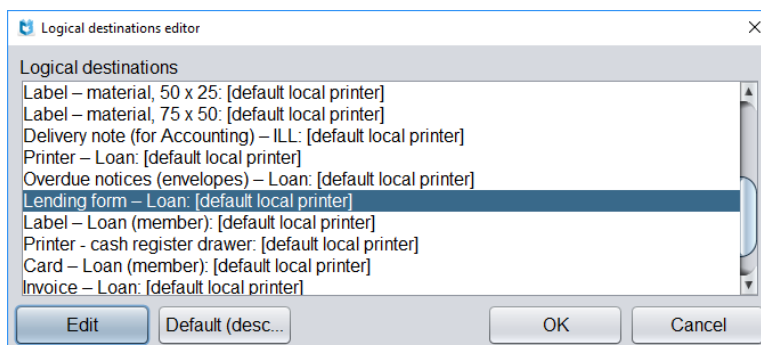 Logical destinations editor
Logical destinations
Label – material, 50 x 25: [default local printer]
Label – material, 75 x 50: [default local printer]
Delivery note (for Accounting) – ILL: [default local printer]
Printer – Loan: [default local printer]
Overdue notices (envelopes) – Loan: [default local printer]
Lending form – Loan: [default local printer]
Label – Loan (member): [default local printer]
Printer - cash register drawer: [default local printer]
Card – Loan (member): [default local printer]
Invoice – Loan: [default local printer]
Edit Default (desc... OK Cancel